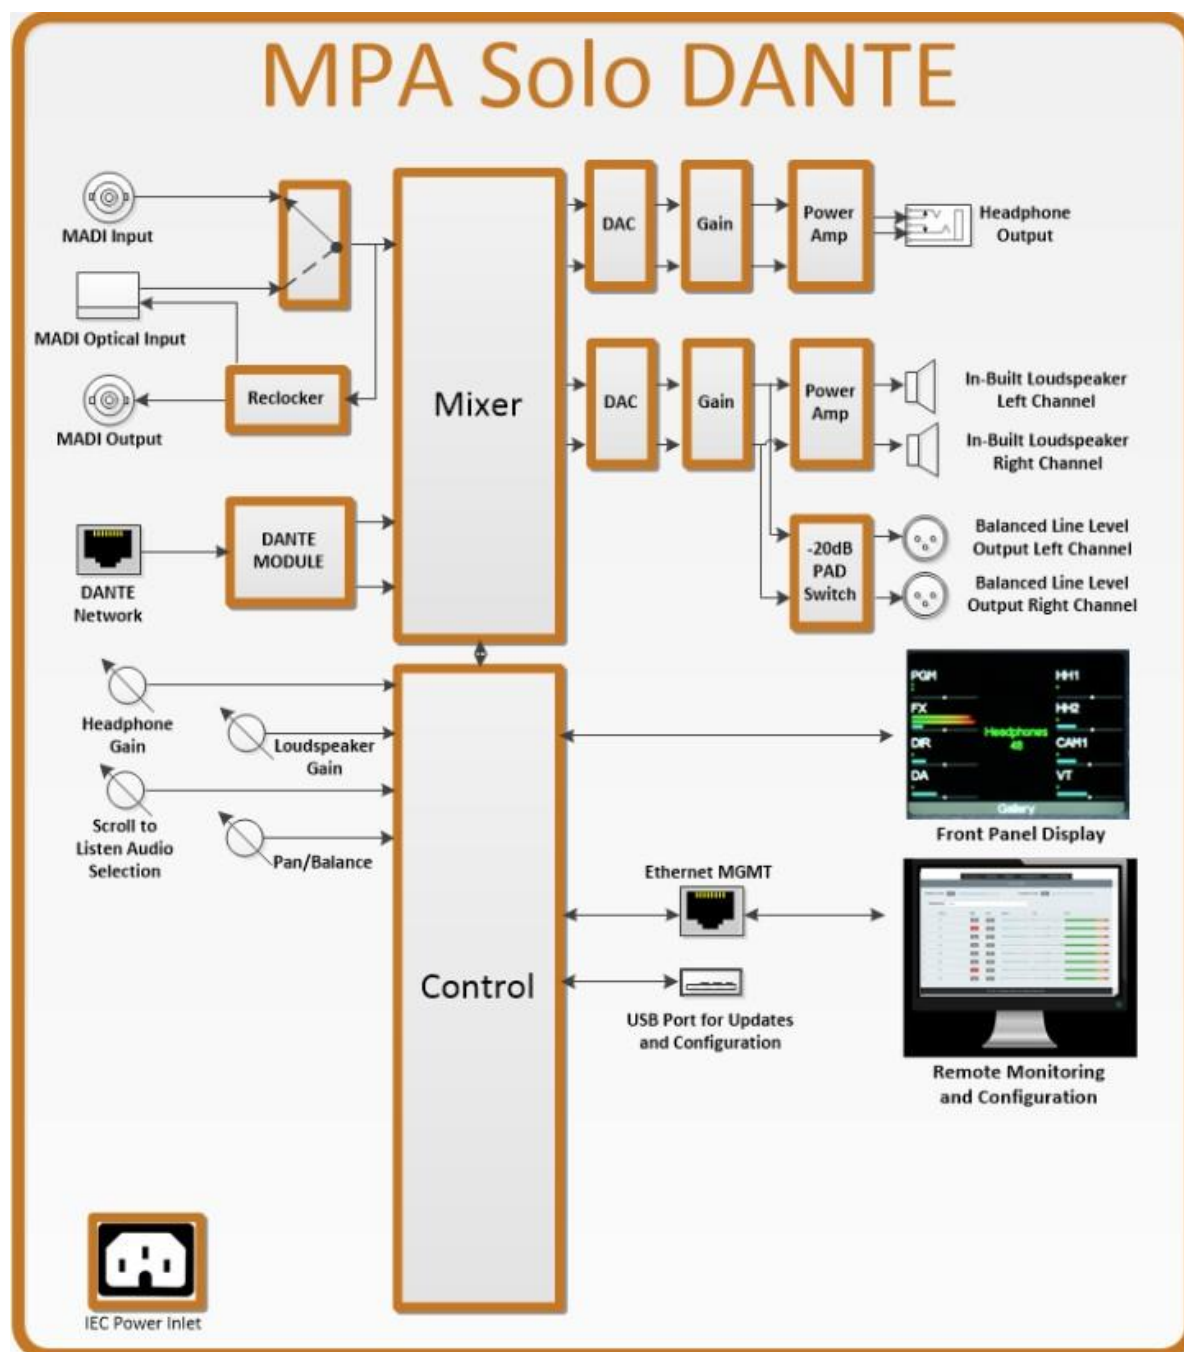 MPA Solo DANTE
MADI Input
MADI Optical Input
Reclocker
MADI Output
DANTE
MODULE
DANTE
Network
Mixer
DAC
Gain
Power
Amp
Headphone
Output
DAC
Gain
Power
Amp
In-Built Loudspeaker
Left Channel
In-Built Loudspeaker
Right Channel
-20dB
PAD
Switch
Balanced Line Level
Output Left Channel
Balanced Line Level
Output Right Channel
Headphone
Gain
Loudspeaker
Gain
Scroll to
Listen Audio
Selection
Pan/Balance
Control
PGM
HH1
FX
HH2
Headphones
48
DIR
CAM1
DA
VT
Gallery
Front Panel Display
Ethernet MGMT
USB Port for Updates
and Configuration
Remote Monitoring
and Configuration
IEC Power Inlet